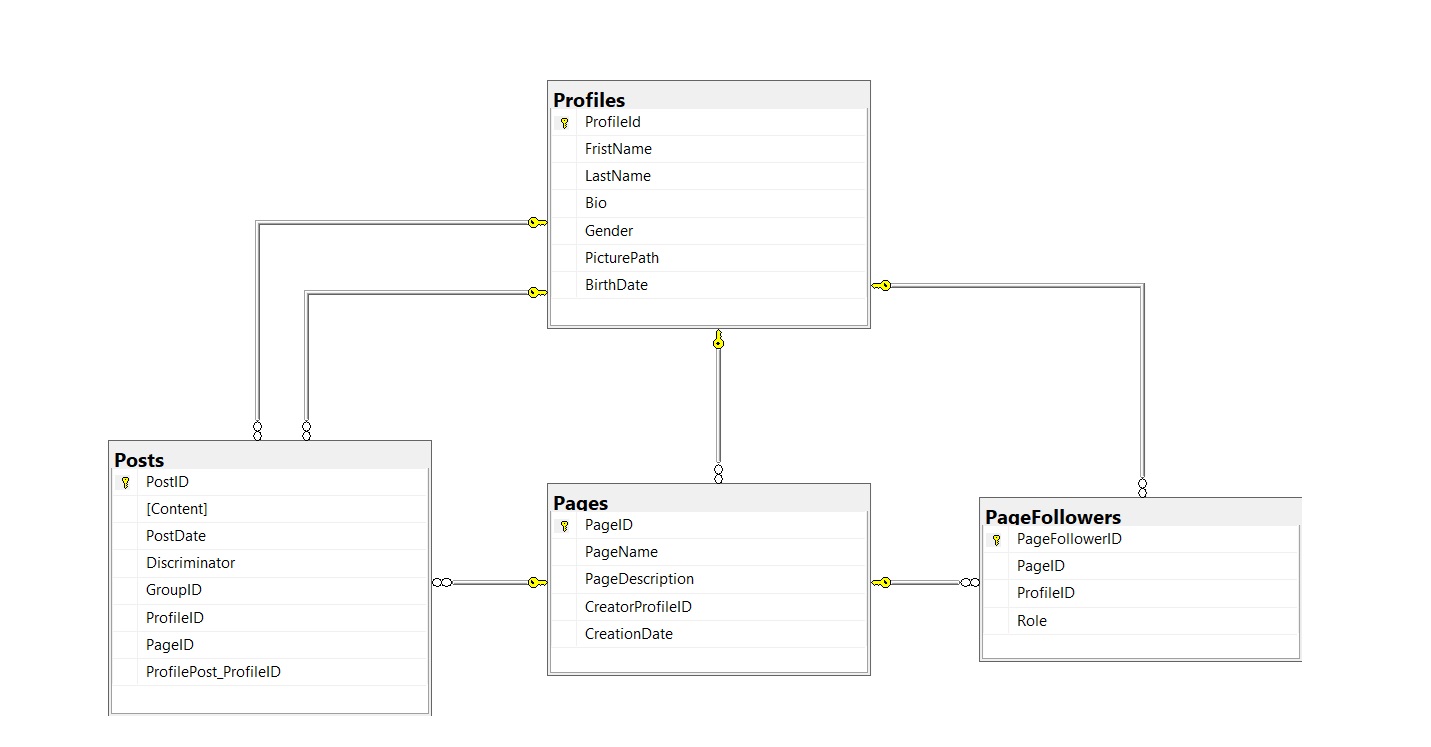 Profiles
ProfileId
FristName
LastName
Bio
Gender
PicturePath
BirthDate
Posts
PostID
[Content]
PostDate
Discriminator
GroupID
ProfileID
PageID
ProfilePost_ProfileID
Pages
PageID
PageName
PageDescription
CreatorProfileID
CreationDate
PageFollowers
PageFollowerID
PageID
ProfileID
Role